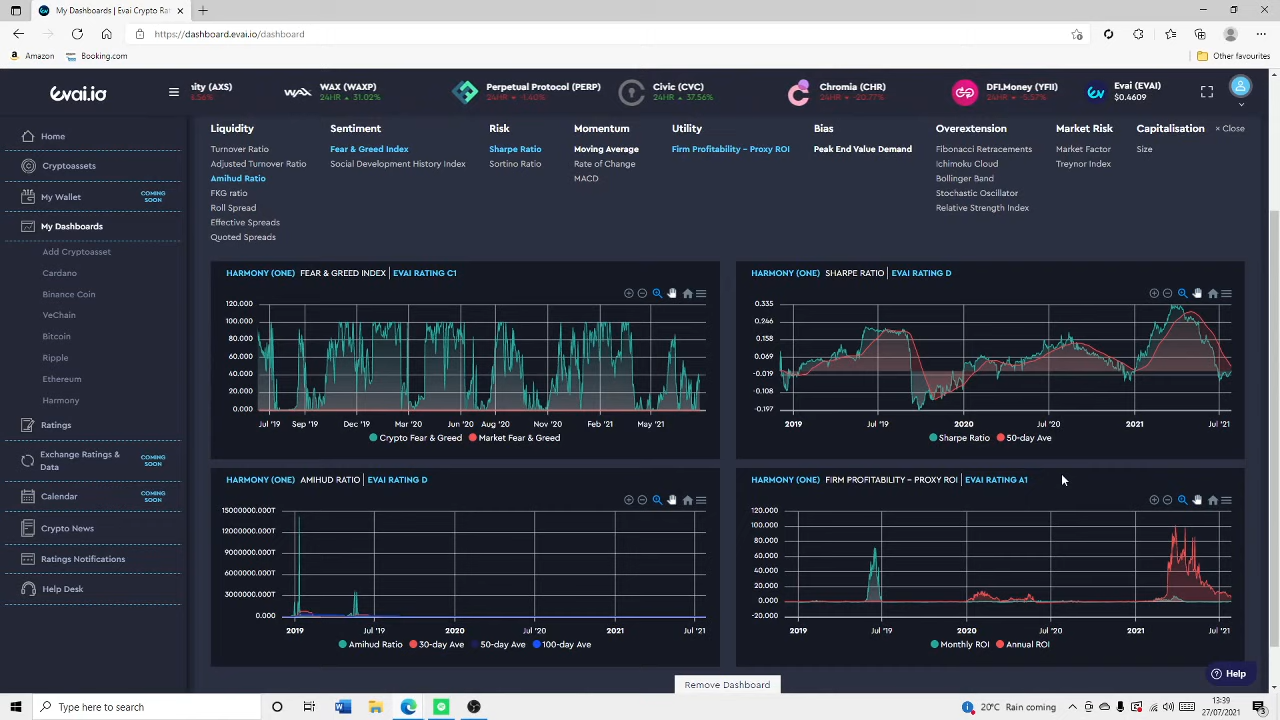 My Dashboards | Evai Crypto Ra
https://dashboard.evai.io/dashboard
Amazon
Booking.com
Other favourites
evai.io
ity (AXS)
WAX (WAXP)
24HR ▲ 31.02%
Perpetual Protocol (PERP)
24HR ▼ -1.40%
Civic (CVC)
24HR ▲ 37.56%
Chromia (CHR)
24HR ▼ -20.77%
DFI.Money (YFII)
24HR ▼ -5.57%
Evai (EVAI)
$0.4609
Home
Cryptoassets
My Wallet
COMING SOON
My Dashboards
Add Cryptoasset
Cardano
Binance Coin
VeChain
Bitcoin
Ripple
Ethereum
Harmony
Ratings
Exchange Ratings & Data
COMING SOON
Calendar
COMING SOON
Crypto News
Ratings Notifications
Help Desk
Liquidity
Turnover Ratio
Adjusted Turnover Ratio
Amihud Ratio
FKG ratio
Roll Spread
Effective Spreads
Quoted Spreads
Sentiment
Fear & Greed Index
Social Development History Index
Risk
Sharpe Ratio
Sortino Ratio
Momentum
Moving Average
Rate of Change
MACD
Utility
Firm Profitability - Proxy ROI
Bias
Peak End Value Demand
Overextension
Fibonacci Retracements
Ichimoku Cloud
Bollinger Band
Stochastic Oscillator
Relative Strength Index
Market Risk
Market Factor
Treynor Index
Capitalisation
Size
× Close
HARMONY (ONE) FEAR & GREED INDEX | EVAI RATING C1
120.000
100.000
80.000
60.000
40.000
20.000
0.000
Jul '19 Sep '19 Dec '19 Mar '20 Jun '20 Aug '20 Nov '20 Feb '21 May '21
Crypto Fear & Greed Market Fear & Greed
HARMONY (ONE) SHARPE RATIO | EVAI RATING D
0.335
0.246
0.158
0.069
-0.019
-0.108
-0.197
2019 Jul '19 2020 Jul '20 2021 Jul '21
Sharpe Ratio 50-day Ave
HARMONY (ONE) AMIHUD RATIO | EVAI RATING D
15000000.000T
12000000.000T
9000000.000T
6000000.000T
3000000.000T
0.000
2019 Jul '19 2020 Jul '20 2021 Jul '21
Amihud Ratio 30-day Ave 50-day Ave 100-day Ave
HARMONY (ONE) FIRM PROFITABILITY - PROXY ROI | EVAI RATING A1
120.000
100.000
80.000
60.000
40.000
20.000
0.000
-20.000
2019 Jul '19 2020 Jul '20 2021 Jul '21
Monthly ROI Annual ROI
Remove Dashboard
Help
Type here to search
20°C Rain coming
13:39
27/07/2021